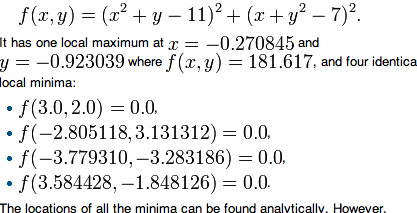 f(x, y) = (x² + y − 11)² + (x + y² − 7)².
It has one local maximum at x = −0.270845 and
y = −0.923039 where f(x, y) = 181.617, and four identica
local minima:
• f(3.0, 2.0) = 0.0,
• f(−2.805118, 3.131312) = 0.0,
• f(−3.779310, −3.283186) = 0.0,
• f(3.584428, −1.848126) = 0.0.
The locations of all the minima can be found analytically. However,